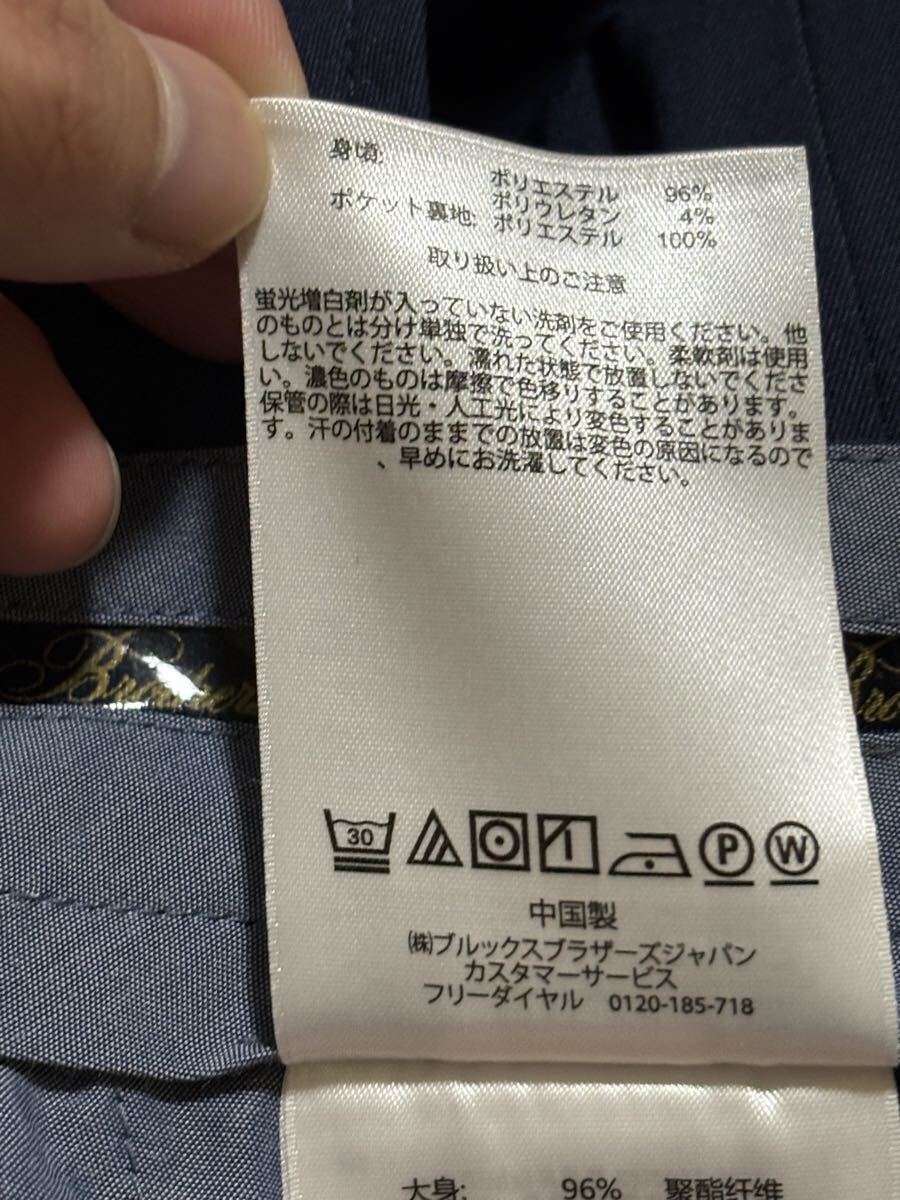 身頃:
ポリエステル 96%
ポリウレタン 4%
ポケット裏地: ポリエステル 100%
取り扱い上のご注意
蛍光増白剤が入っていない洗剤をご使用ください。他
のものとは分け単独で洗ってください。柔軟剤は使用
しないでください。濡れた状態で放置しないでくださ
い。濃色のものは摩擦で色移りすることがあります。
保管の際は日光・人工光により変色することがありま
す。汗の付着のままでの放置は変色の原因になるので
、早めにお洗濯してください。
Brother
Bro
30
P
W
中国製
㈱ブルックスブラザーズジャパン
カスタマーサービス
フリーダイヤル 0120-185-718
大身: 96% 聚酯纤维